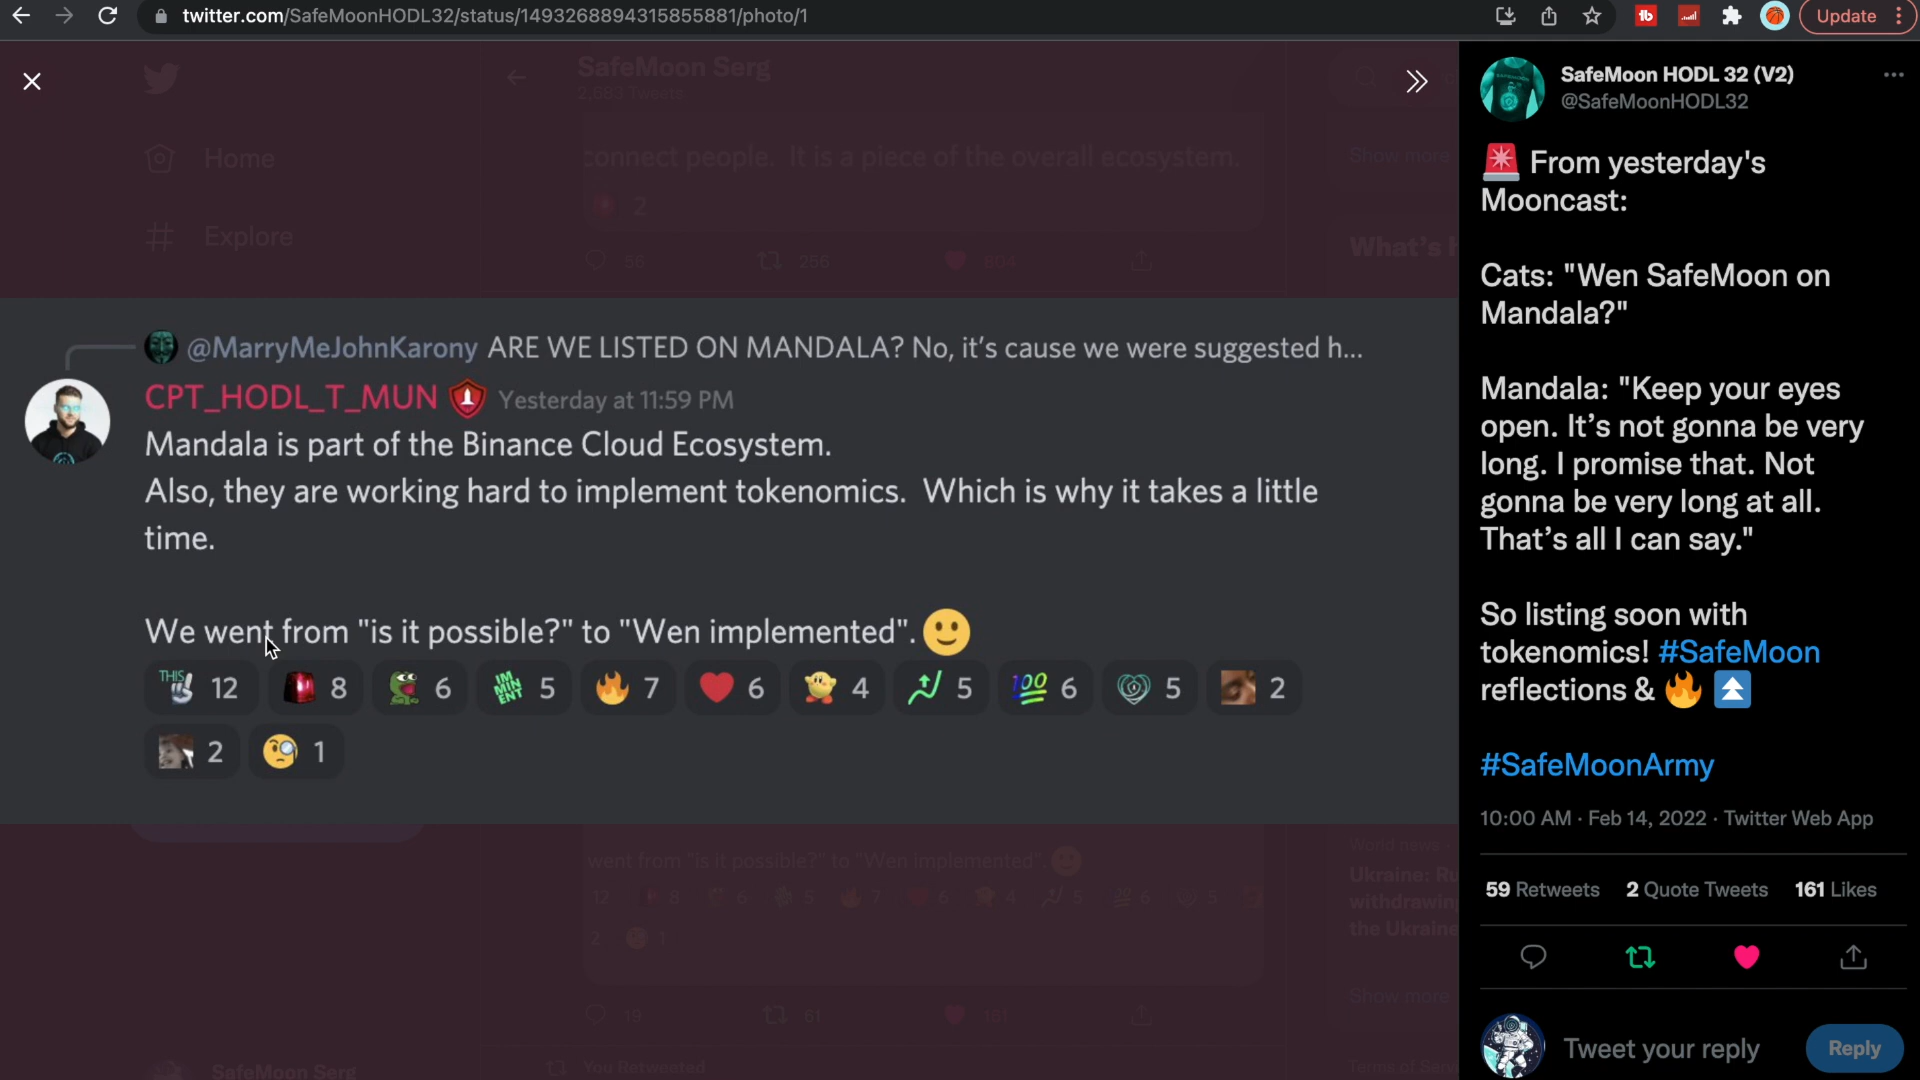 twitter.com/SafeMoonHODL32/status/1493268894315855881/photo/1
Update
SafeMoon Serg
2,683 Tweets
Home
connect people. It is a piece of the overall ecosystem.
Show more
2
Explore
What's h
56
256
804
@MarryMeJohnKarony ARE WE LISTED ON MANDALA? No, it's cause we were suggested h...
CPT_HODL_T_MUN Yesterday at 11:59 PM
Mandala is part of the Binance Cloud Ecosystem.
Also, they are working hard to implement tokenomics. Which is why it takes a little
time.
We went from "is it possible?" to "Wen implemented". 🙂
THIS 12 8 6 IMMINENT 5 7 6 4 5 100 6 5 2
2 1
went from "is it possible?" to "Wen implemented".
12 8 6 5 7 6 4 5 6 5
2 1
World news
Ukraine: Ru
withdrawin
the Ukraine
Show more
19
61
161
You Retweeted
SafeMoon Serg
Terms of Serv
SafeMoon HODL 32 (V2)
@SafeMoonHODL32
🚨 From yesterday's
Mooncast:
Cats: "Wen SafeMoon on
Mandala?"
Mandala: "Keep your eyes
open. It's not gonna be very
long. I promise that. Not
gonna be very long at all.
That's all I can say."
So listing soon with
tokenomics! #SafeMoon
reflections & 🔥 ⏫
#SafeMoonArmy
10:00 AM · Feb 14, 2022 · Twitter Web App
59 Retweets 2 Quote Tweets 161 Likes
Tweet your reply
Reply